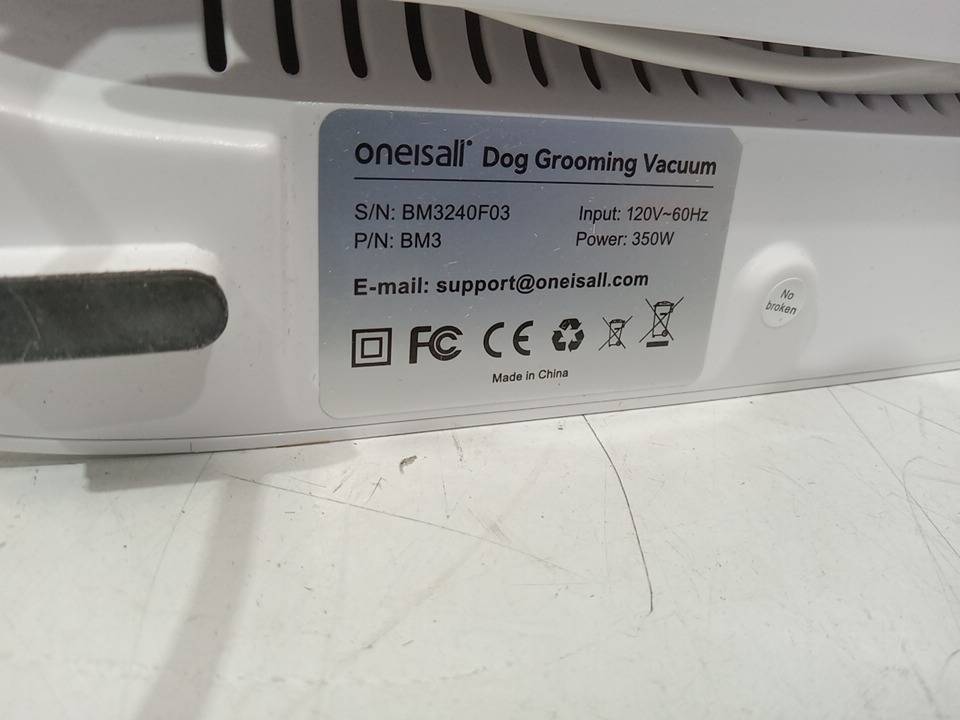 oneisall Dog Grooming Vacuum
S/N: BM3240F03 Input: 120V~60Hz
P/N: BM3 Power: 350W
E-mail: support@oneisall.com
FC CE
Made in China
No
broken